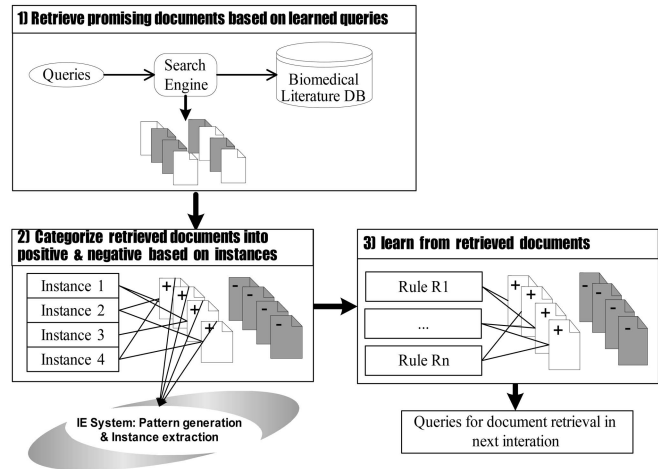 1) Retrieve promising documents based on learned queries
Queries
Search
Engine
Biomedical
Literature DB
2) Categorize retrieved documents into
positive & negative based on instances
Instance 1
Instance 2
Instance 3
Instance 4
+
+
+
+
-
-
-
-
IE System: Pattern generation
& Instance extraction
3) learn from retrieved documents
Rule R1
...
Rule Rn
+
+
+
+
-
-
-
-
Queries for document retrieval in
next interation